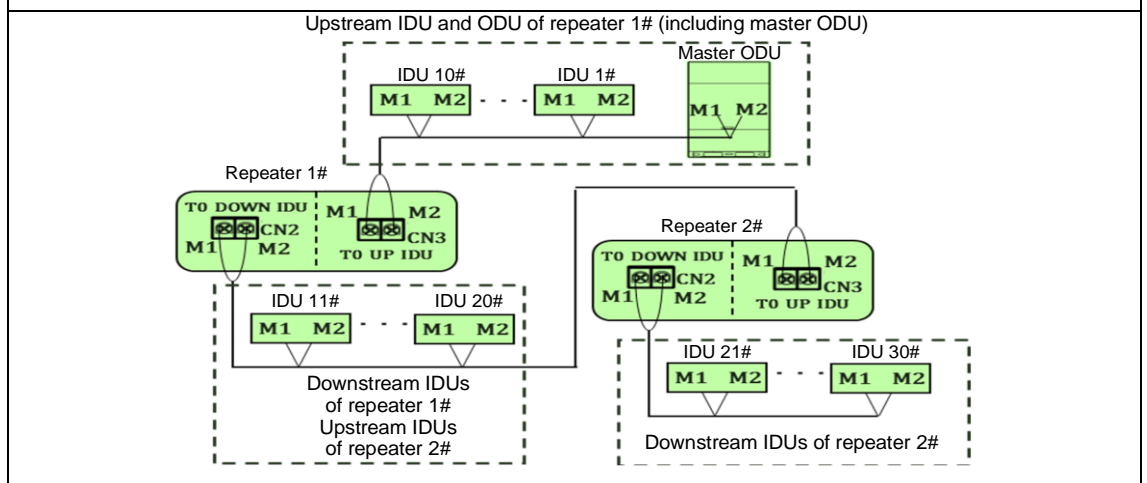 Upstream IDU and ODU of repeater 1# (including master ODU)
Master ODU
IDU 10#
IDU 1#
M1 M2 · · · M1 M2
M1 M2
Repeater 1#
TO DOWN IDU
CN2
M1 M2
M1 M2
CN3
TO UP IDU
Repeater 2#
TO DOWN IDU
CN2
M1 M2
M1 M2
CN3
TO UP IDU
IDU 11#
IDU 20#
M1 M2 · · · M1 M2
Downstream IDUs
of repeater 1#
Upstream IDUs
of repeater 2#
IDU 21#
IDU 30#
M1 M2 · · · M1 M2
Downstream IDUs of repeater 2#